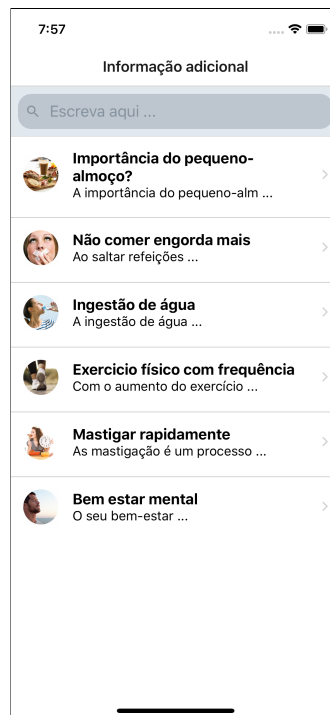 7:57
Informação adicional
Escreva aqui ...
Importância do pequeno-
almoço?
A importância do pequeno-alm ...
Não comer engorda mais
Ao saltar refeições ...
Ingestão de água
A ingestão de água ...
Exercicio físico com frequência
Com o aumento do exercício ...
Mastigar rapidamente
As mastigação é um processo ...
Bem estar mental
O seu bem-estar ...